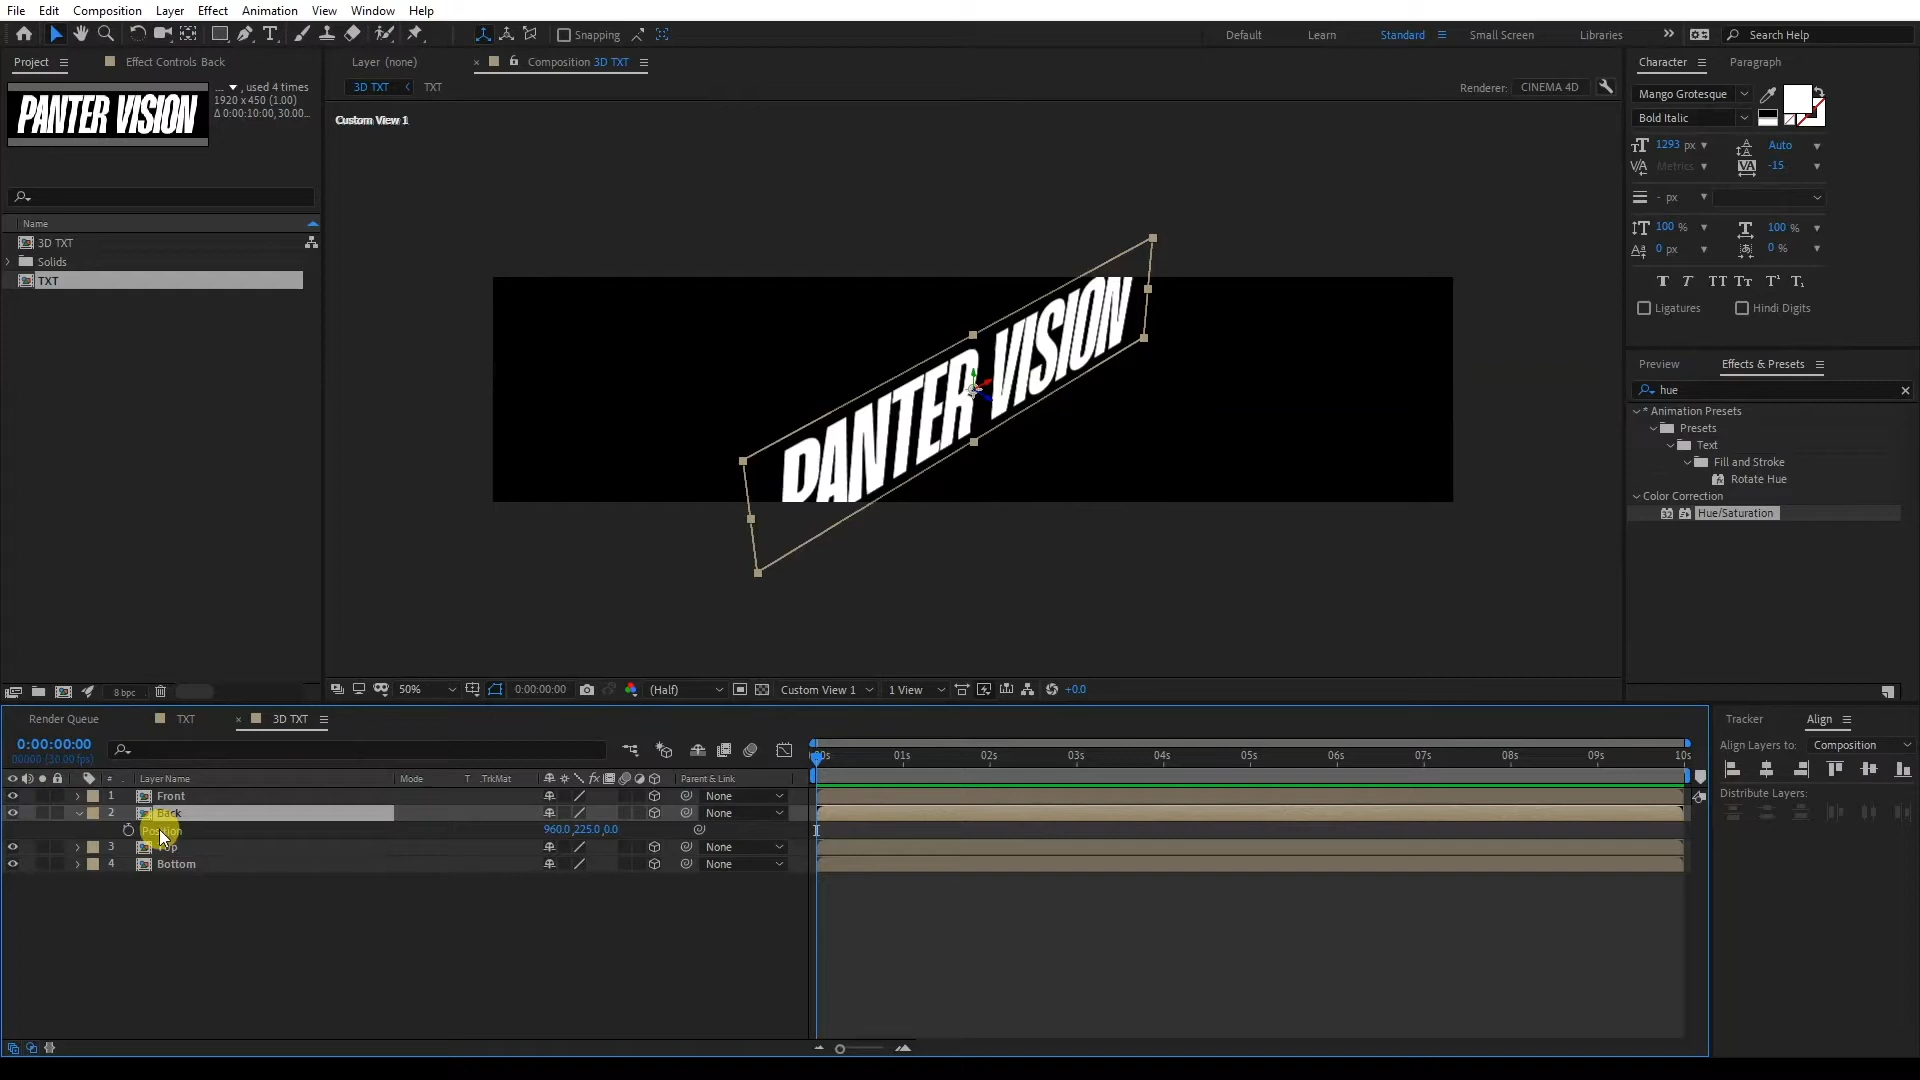 File Edit Composition Layer Effect Animation View Window Help
Snapping
Default Learn Standard Small Screen Libraries Search Help
Project Effect Controls Back
... , used 4 times
1920 x 450 (1.00)
Δ 0:00:10:00, 30.00...
PANTER VISION
Name
3D TXT
Solids
TXT
8 bpc
Layer (none) Composition 3D TXT
3D TXT TXT
Renderer: CINEMA 4D
Custom View 1
PANTER VISION
50% 0:00:00:00 (Half) Custom View 1 1 View +0.0
Character Paragraph
Mango Grotesque
Bold Italic
1293 px Auto
Metrics -15
- px
100 % 100 %
0 px 0 %
Ligatures Hindi Digits
Preview Effects & Presets
hue
* Animation Presets
Presets
Text
Fill and Stroke
Rotate Hue
Color Correction
32 Hue/Saturation
Render Queue TXT 3D TXT
0:00:00:00
00000 (30.00 fps)
# Layer Name Mode T .TrkMat Parent & Link
1 Front None
2 Back None
Position 960.0,225.0,0.0
3 Top None
4 Bottom None
:00s 01s 02s 03s 04s 05s 06s 07s 08s 09s 10s
Tracker Align
Align Layers to: Composition
Distribute Layers: